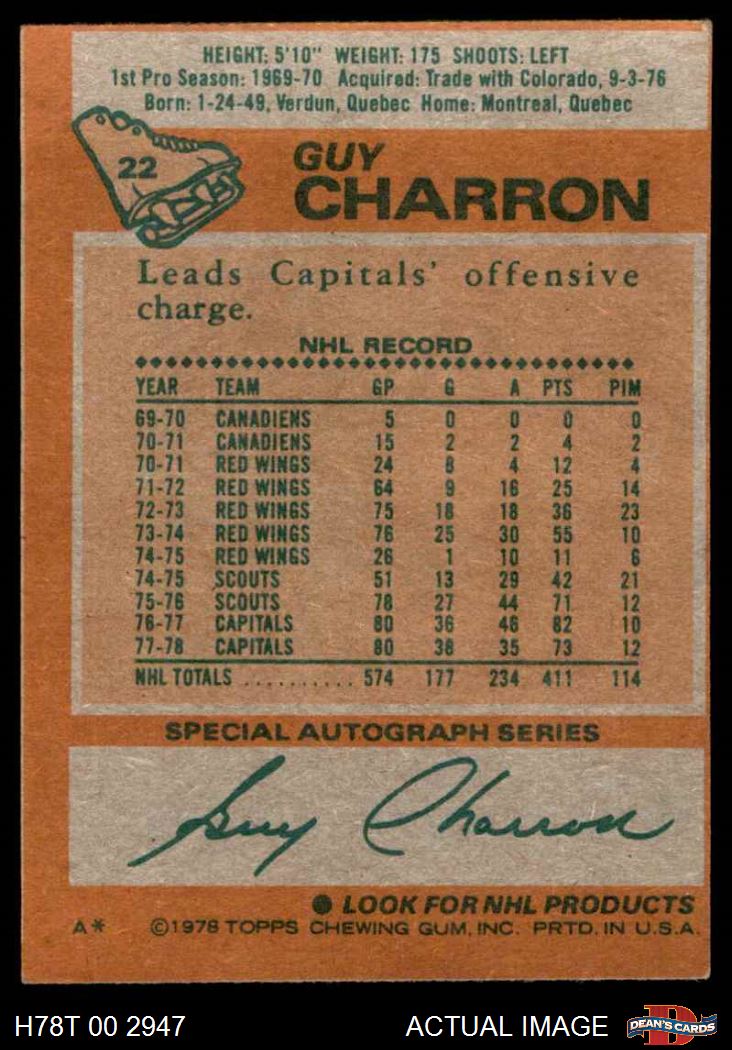 HEIGHT: 5'10" WEIGHT: 175 SHOOTS: LEFT
1st Pro Season: 1969-70 Acquired: Trade with Colorado, 9-3-76
Born: 1-24-49, Verdun, Quebec Home: Montreal, Quebec
22
GUY
CHARRON
Leads Capitals' offensive
charge.
NHL RECORD
YEAR TEAM GP G A PTS PIM
69-70 CANADIENS 5 0 0 0 0
70-71 CANADIENS 15 2 2 4 2
70-71 RED WINGS 24 8 4 12 4
71-72 RED WINGS 64 9 16 25 14
72-73 RED WINGS 75 18 18 36 23
73-74 RED WINGS 76 25 30 55 10
74-75 RED WINGS 26 1 10 11 6
74-75 SCOUTS 51 13 29 42 21
75-76 SCOUTS 78 27 44 71 12
76-77 CAPITALS 80 36 46 82 10
77-78 CAPITALS 80 38 35 73 12
NHL TOTALS .......... 574 177 234 411 114
SPECIAL AUTOGRAPH SERIES
Guy Charron
● LOOK FOR NHL PRODUCTS
A* ©1978 TOPPS CHEWING GUM, INC. PRTD. IN U.S.A.
H78T 00 2947 ACTUAL IMAGE D DEAN'S CARDS